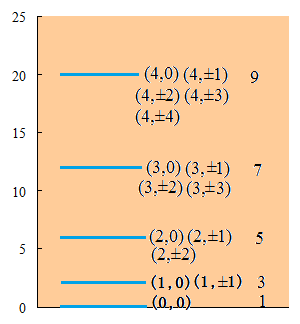 25
20
(4,0) (4,±1) 9
(4,±2) (4,±3)
(4,±4)
15
(3,0) (3,±1) 7
(3,±2) (3,±3)
10
(2,0) (2,±1) 5
(2,±2)
5
(1,0) (1,±1) 3
(0,0) 1
0